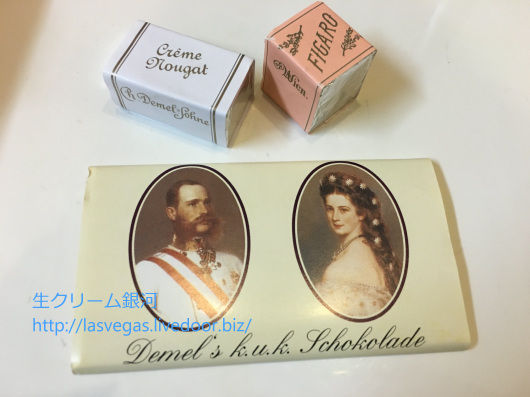 Crème
Nougat
Ch. Demel's Söhne
FIGARO
Wien.
生クリーム銀河
http://lasvegas.livedoor.biz/
Demel's k.u.k. Schokolade